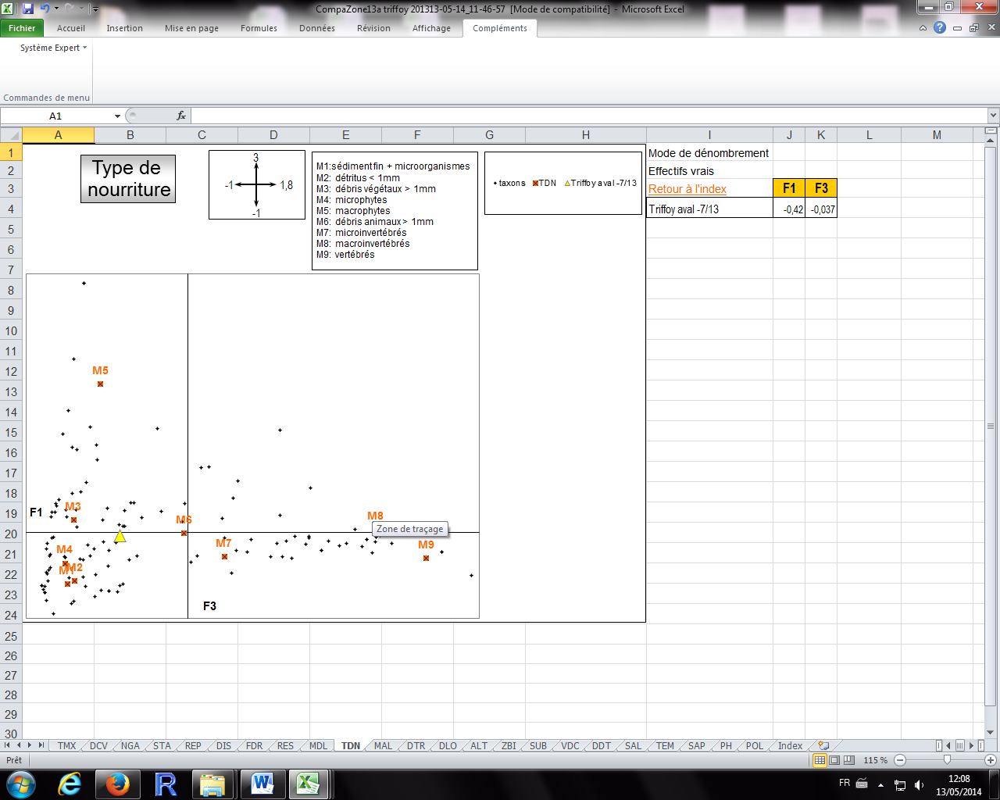 CompaZone13a triffoy 201313-05-14_11-46-57 [Mode de compatibilité] - Microsoft Excel
Fichier Accueil Insertion Mise en page Formules Données Révision Affichage Compléments
Système Expert
Commandes de menu
A1 fx
A B C D E F G H I J K L M
1 2 3 4 5 6 7 8 9 10 11 12 13 14 15 16 17 18 19 20 21 22 23 24 25 26 27 28 29 30
Type de
nourriture
3
-1 1,8
-1
M1:sédiment fin + microorganismes
M2: détritus < 1mm
M3: débris végétaux > 1mm
M4: microphytes
M5: macrophytes
M6: débris animaux > 1mm
M7: microinvertébrés
M8: macroinvertébrés
M9: vertébrés
taxons TDN Triffoy aval -7/13
Mode de dénombrement
Effectifs vrais
Retour à l'index F1 F3
Triffoy aval -7/13 -0,42 -0,037
M5
M3
F1
M6
M8
Zone de traçage
M7
M9
M4
M1
M2
F3
TMX DCV NGA STA REP DIS FDR RES MDL TDN MAL DTR DLO ALT ZBI SUB VDC DDT SAL TEM SAP PH POL Index
Prêt 115 %
FR 12:08
13/05/2014